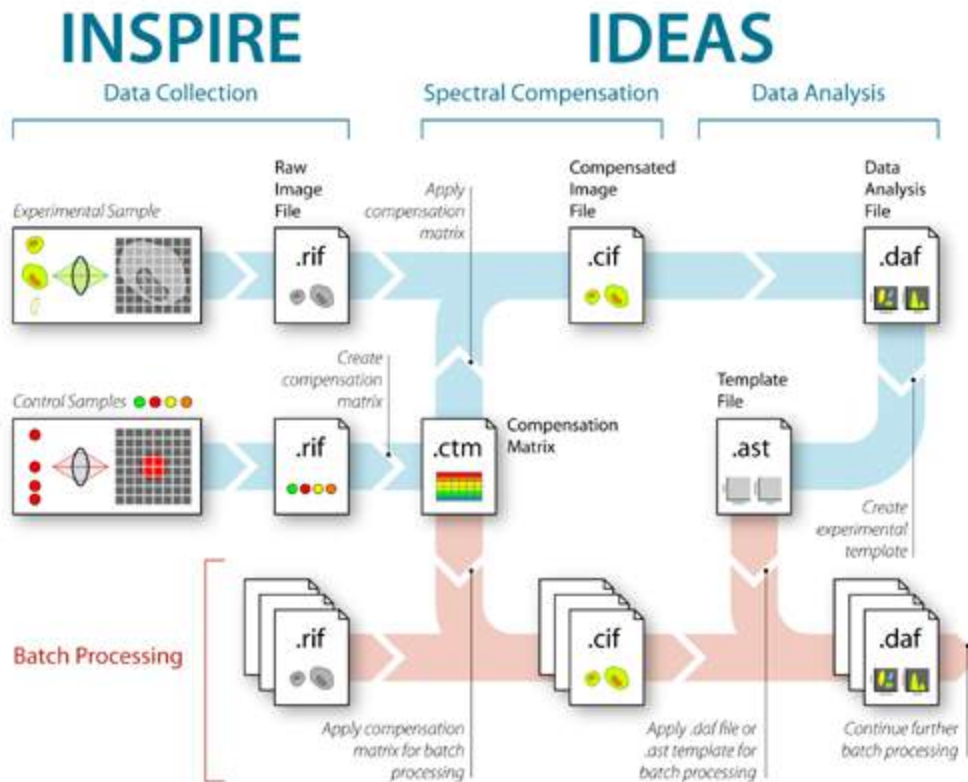 INSPIRE
IDEAS
Data Collection
Spectral Compensation
Data Analysis
Raw
Image
File
Apply
compensation
matrix
Compensated
Image
File
Data
Analysis
File
Experimental Sample
.rif
.cif
.daf
Create
compensation
matrix
Template
File
Control Samples
.rif
.ctm
Compensation
Matrix
.ast
Create
experimental
template
Batch Processing
.rif
.cif
.daf
Apply compensation
matrix for batch
processing
Apply .daf file or
.ast template for
batch processing
Continue further
batch processing